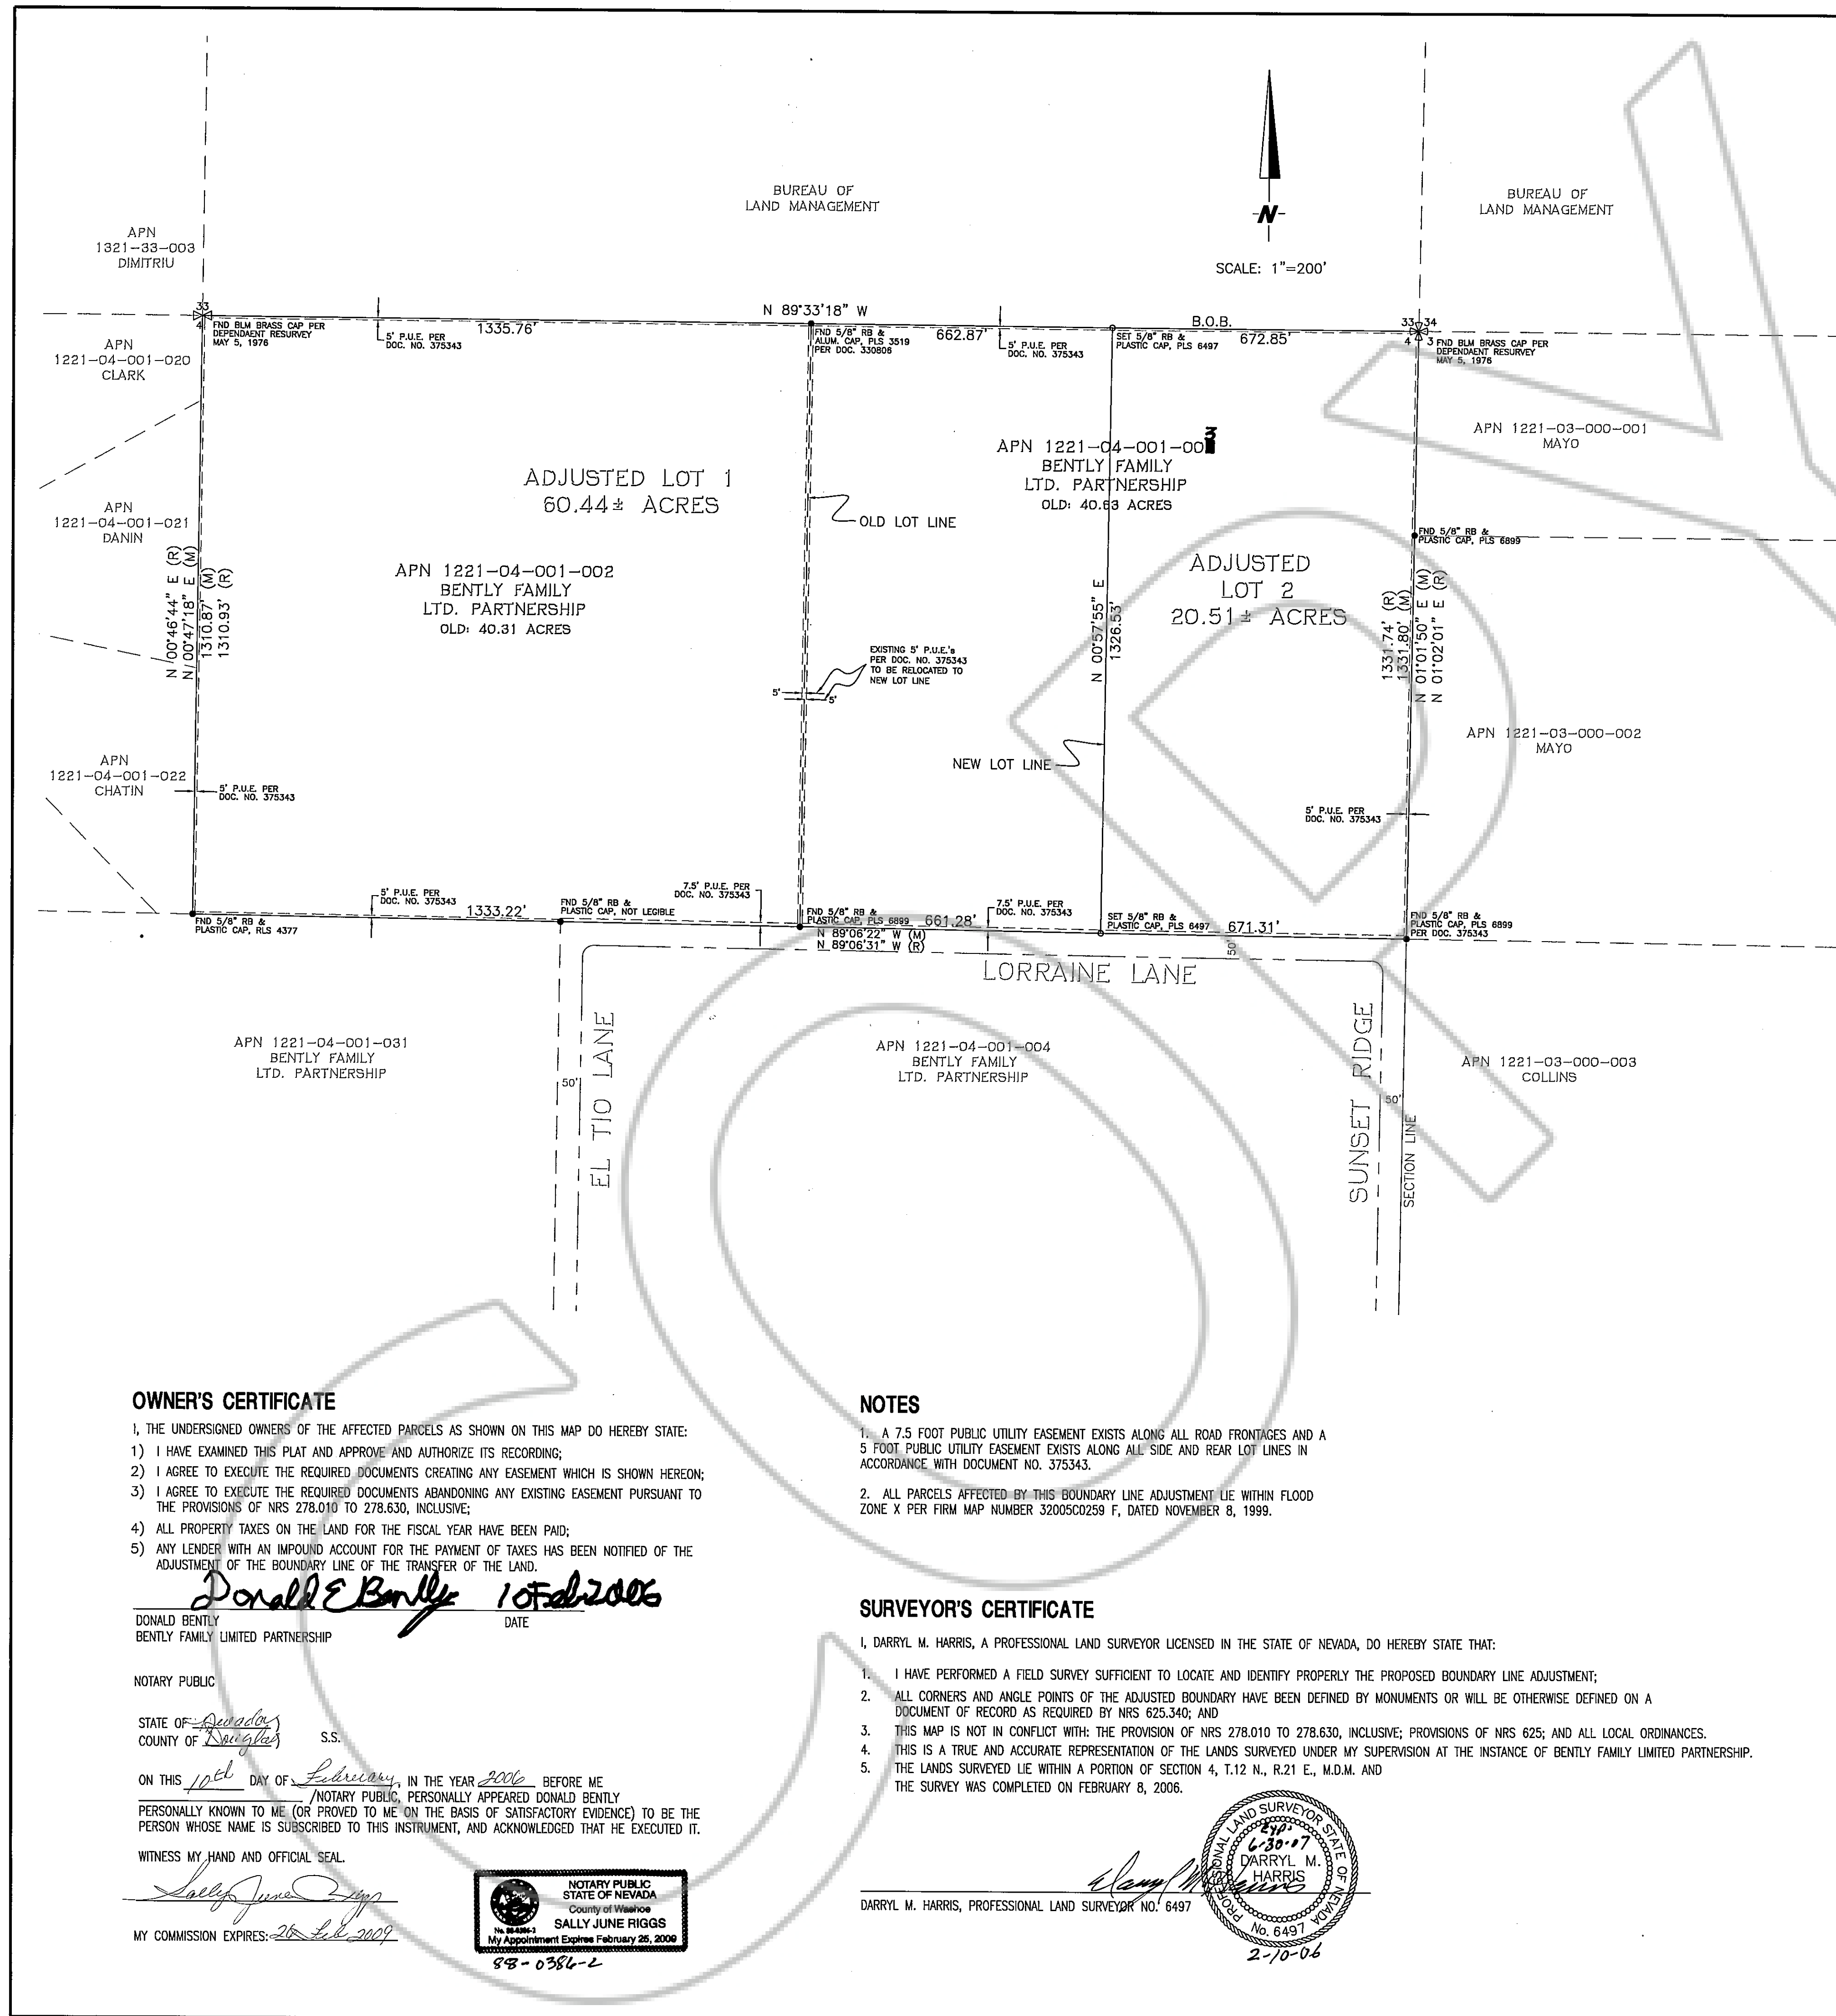 BUREAU OF
LAND MANAGEMENT
BUREAU OF
LAND MANAGEMENT
-N-
SCALE: 1"=200'
APN
1321-33-003
DIMITRIU
33
4
FND BLM BRASS CAP PER
DEPENDAENT RESURVEY
MAY 5, 1976
5' P.U.E. PER
DOC. NO. 375343
1335.76'
N 89°33'18" W
FND 5/8" RB &
ALUM. CAP, PLS 3519
PER DOC. 330806
662.87'
5' P.U.E. PER
DOC. NO. 375343
SET 5/8" RB &
PLASTIC CAP, PLS 6497
B.O.B.
672.85'
33 34
4 3
FND BLM BRASS CAP PER
DEPENDAENT RESURVEY
MAY 5, 1976
APN
1221-04-001-020
CLARK
APN
1221-04-001-021
DANIN
APN
1221-04-001-022
CHATIN
N 00°46'44" E (R)
N 00°47'18" E (M)
1310.87' (M)
1310.93' (R)
ADJUSTED LOT 1
60.44± ACRES
APN 1221-04-001-002
BENTLY FAMILY
LTD. PARTNERSHIP
OLD: 40.31 ACRES
OLD LOT LINE
APN 1221-04-001-003
BENTLY FAMILY
LTD. PARTNERSHIP
OLD: 40.63 ACRES
ADJUSTED
LOT 2
20.51± ACRES
N 00°57'55" E
1326.53'
EXISTING 5' P.U.E.'s
PER DOC. NO. 375343
TO BE RELOCATED TO
NEW LOT LINE
5'
5'
NEW LOT LINE
1331.74' (R)
1331.80' (M)
N 01°01'50" E (M)
N 01°02'01" E (R)
APN 1221-03-000-001
MAYO
FND 5/8" RB &
PLASTIC CAP, PLS 6899
APN 1221-03-000-002
MAYO
5' P.U.E. PER
DOC. NO. 375343
5' P.U.E. PER
DOC. NO. 375343
FND 5/8" RB &
PLASTIC CAP, RLS 4377
5' P.U.E. PER
DOC. NO. 375343
1333.22'
FND 5/8" RB &
PLASTIC CAP, NOT LEGIBLE
7.5' P.U.E. PER
DOC. NO. 375343
FND 5/8" RB &
PLASTIC CAP, PLS 6899
661.28'
N 89°06'22" W (M)
N 89°06'31" W (R)
7.5' P.U.E. PER
DOC. NO. 375343
SET 5/8" RB &
PLASTIC CAP, PLS 6497
671.31'
50'
FND 5/8" RB &
PLASTIC CAP, PLS 6899
PER DOC. 375343
LORRAINE LANE
APN 1221-04-001-031
BENTLY FAMILY
LTD. PARTNERSHIP
50'
EL TIO LANE
APN 1221-04-001-004
BENTLY FAMILY
LTD. PARTNERSHIP
SUNSET RIDGE
50'
SECTION LINE
APN 1221-03-000-003
COLLINS
COPY
OWNER'S CERTIFICATE
I, THE UNDERSIGNED OWNERS OF THE AFFECTED PARCELS AS SHOWN ON THIS MAP DO HEREBY STATE:
1) I HAVE EXAMINED THIS PLAT AND APPROVE AND AUTHORIZE ITS RECORDING;
2) I AGREE TO EXECUTE THE REQUIRED DOCUMENTS CREATING ANY EASEMENT WHICH IS SHOWN HEREON;
3) I AGREE TO EXECUTE THE REQUIRED DOCUMENTS ABANDONING ANY EXISTING EASEMENT PURSUANT TO
THE PROVISIONS OF NRS 278.010 TO 278.630, INCLUSIVE;
4) ALL PROPERTY TAXES ON THE LAND FOR THE FISCAL YEAR HAVE BEEN PAID;
5) ANY LENDER WITH AN IMPOUND ACCOUNT FOR THE PAYMENT OF TAXES HAS BEEN NOTIFIED OF THE
ADJUSTMENT OF THE BOUNDARY LINE OF THE TRANSFER OF THE LAND.
Donald E Bently 10 Feb 2006
DONALD BENTLY DATE
BENTLY FAMILY LIMITED PARTNERSHIP
NOTARY PUBLIC
STATE OF Nevada
COUNTY OF Douglas S.S.
ON THIS 10th DAY OF February, IN THE YEAR 2006 BEFORE ME
/NOTARY PUBLIC, PERSONALLY APPEARED DONALD BENTLY
PERSONALLY KNOWN TO ME (OR PROVED TO ME ON THE BASIS OF SATISFACTORY EVIDENCE) TO BE THE
PERSON WHOSE NAME IS SUBSCRIBED TO THIS INSTRUMENT, AND ACKNOWLEDGED THAT HE EXECUTED IT.
WITNESS MY HAND AND OFFICIAL SEAL.
Sally June Riggs
MY COMMISSION EXPIRES: Feb 2009
NOTARY PUBLIC
STATE OF NEVADA
County of Washoe
SALLY JUNE RIGGS
My Appointment Expires February 25, 2009
88-0386-2
NOTES
1. A 7.5 FOOT PUBLIC UTILITY EASEMENT EXISTS ALONG ALL ROAD FRONTAGES AND A
5 FOOT PUBLIC UTILITY EASEMENT EXISTS ALONG ALL SIDE AND REAR LOT LINES IN
ACCORDANCE WITH DOCUMENT NO. 375343.
2. ALL PARCELS AFFECTED BY THIS BOUNDARY LINE ADJUSTMENT LIE WITHIN FLOOD
ZONE X PER FIRM MAP NUMBER 32005C0259 F, DATED NOVEMBER 8, 1999.
SURVEYOR'S CERTIFICATE
I, DARRYL M. HARRIS, A PROFESSIONAL LAND SURVEYOR LICENSED IN THE STATE OF NEVADA, DO HEREBY STATE THAT:
1. I HAVE PERFORMED A FIELD SURVEY SUFFICIENT TO LOCATE AND IDENTIFY PROPERLY THE PROPOSED BOUNDARY LINE ADJUSTMENT;
2. ALL CORNERS AND ANGLE POINTS OF THE ADJUSTED BOUNDARY HAVE BEEN DEFINED BY MONUMENTS OR WILL BE OTHERWISE DEFINED ON A
DOCUMENT OF RECORD AS REQUIRED BY NRS 625.340; AND
3. THIS MAP IS NOT IN CONFLICT WITH: THE PROVISION OF NRS 278.010 TO 278.630, INCLUSIVE; PROVISIONS OF NRS 625; AND ALL LOCAL ORDINANCES.
4. THIS IS A TRUE AND ACCURATE REPRESENTATION OF THE LANDS SURVEYED UNDER MY SUPERVISION AT THE INSTANCE OF BENTLY FAMILY LIMITED PARTNERSHIP.
5. THE LANDS SURVEYED LIE WITHIN A PORTION OF SECTION 4, T.12 N., R.21 E., M.D.M. AND
THE SURVEY WAS COMPLETED ON FEBRUARY 8, 2006.
DARRYL M. HARRIS, PROFESSIONAL LAND SURVEYOR NO. 6497
PROFESSIONAL LAND SURVEYOR STATE OF NEVADA
Exp:
6-30-07
DARRYL M.
HARRIS
No. 6497
2-10-06